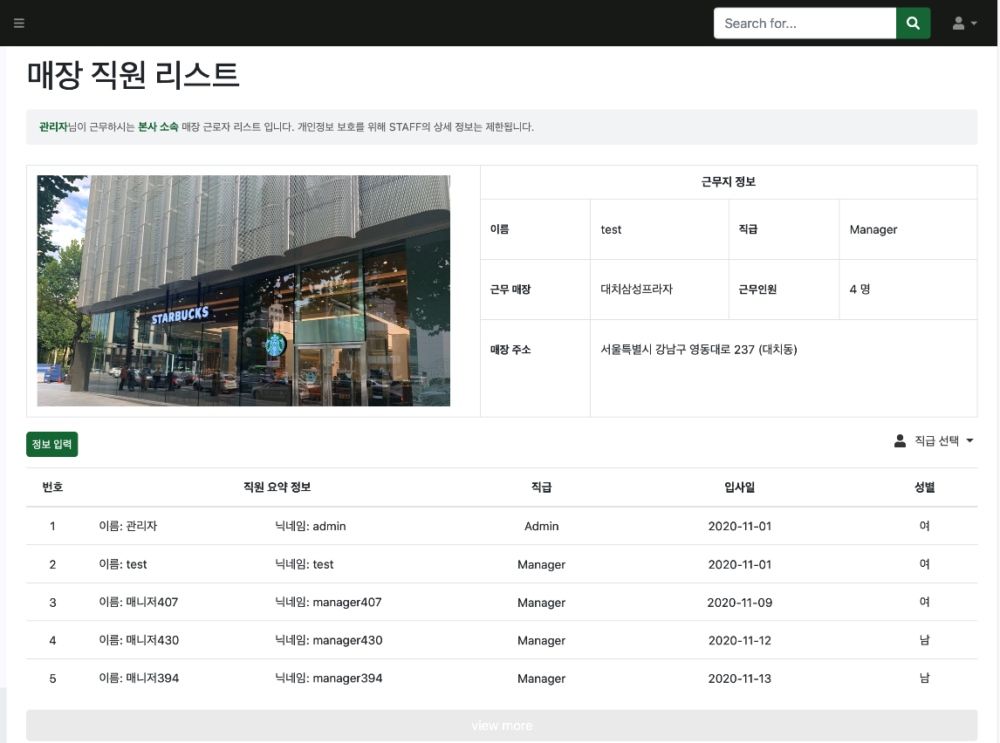 Search for...
매장 직원 리스트
관리자님이 근무하시는 본사 소속 매장 근로자 리스트 입니다. 개인정보 보호를 위해 STAFF의 상세 정보는 제한됩니다.
STARBUCKS
근무지 정보
이름 test 직급 Manager
근무 매장 대치삼성프라자 근무인원 4 명
매장 주소 서울특별시 강남구 영동대로 237 (대치동)
정보 입력
직급 선택
번호 직원 요약 정보 직급 입사일 성별
1 이름: 관리자 닉네임: admin Admin 2020-11-01 여
2 이름: test 닉네임: test Manager 2020-11-01 여
3 이름: 매니저407 닉네임: manager407 Manager 2020-11-09 여
4 이름: 매니저430 닉네임: manager430 Manager 2020-11-12 남
5 이름: 매니저394 닉네임: manager394 Manager 2020-11-13 남
view more